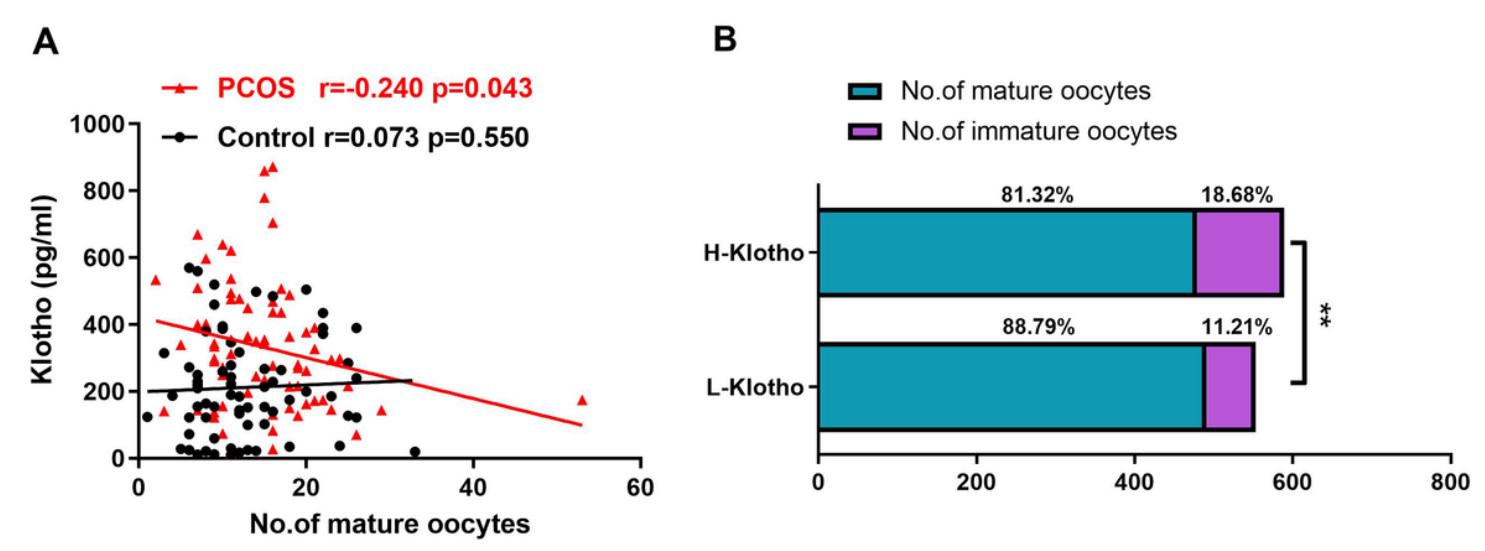 A
PCOS r=-0.240 p=0.043
Control r=0.073 p=0.550
1000
800
600
400
200
0
Klotho (pg/ml)
0 20 40 60
No.of mature oocytes
B
No.of mature oocytes
No.of immature oocytes
81.32% 18.68%
H-Klotho
88.79% 11.21%
L-Klotho
**
0 200 400 600 800